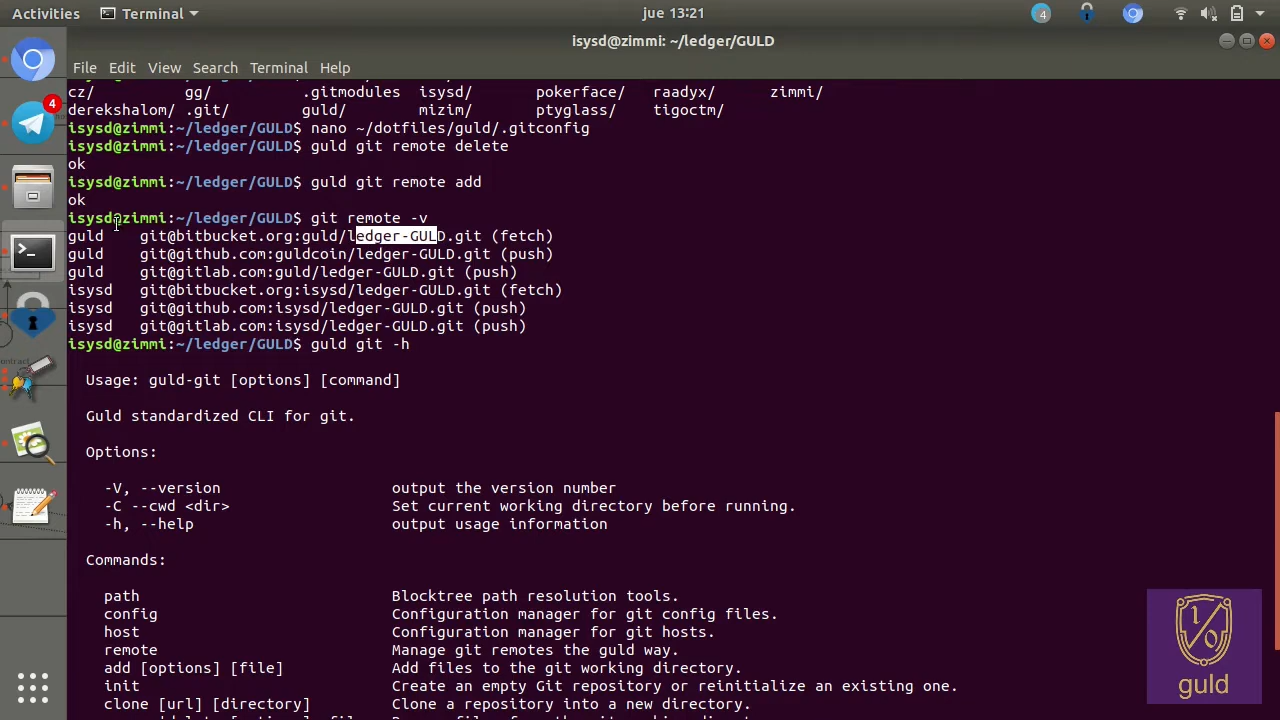 Activities Terminal jue 13:21 4
isysd@zimmi: ~/ledger/GULD
File Edit View Search Terminal Help
cz/ gg/ .gitmodules isysd/ pokerface/ raadyx/ zimmi/
derekshalom/ .git/ guld/ mizim/ ptyglass/ tigoctm/
isysd@zimmi:~/ledger/GULD$ nano ~/dotfiles/guld/.gitconfig
isysd@zimmi:~/ledger/GULD$ guld git remote delete
ok
isysd@zimmi:~/ledger/GULD$ guld git remote add
ok
isysd@zimmi:~/ledger/GULD$ git remote -v
guld git@bitbucket.org:guld/ledger-GULD.git (fetch)
guld git@github.com:guldcoin/ledger-GULD.git (push)
guld git@gitlab.com:guld/ledger-GULD.git (push)
isysd git@bitbucket.org:isysd/ledger-GULD.git (fetch)
isysd git@github.com:isysd/ledger-GULD.git (push)
isysd git@gitlab.com:isysd/ledger-GULD.git (push)
isysd@zimmi:~/ledger/GULD$ guld git -h
Usage: guld-git [options] [command]
Guld standardized CLI for git.
Options:
-V, --version output the version number
-C --cwd <dir> Set current working directory before running.
-h, --help output usage information
Commands:
path Blocktree path resolution tools.
config Configuration manager for git config files.
host Configuration manager for git hosts.
remote Manage git remotes the guld way.
add [options] [file] Add files to the git working directory.
init Create an empty Git repository or reinitialize an existing one.
clone [url] [directory] Clone a repository into a new directory.
4
1/0
guld